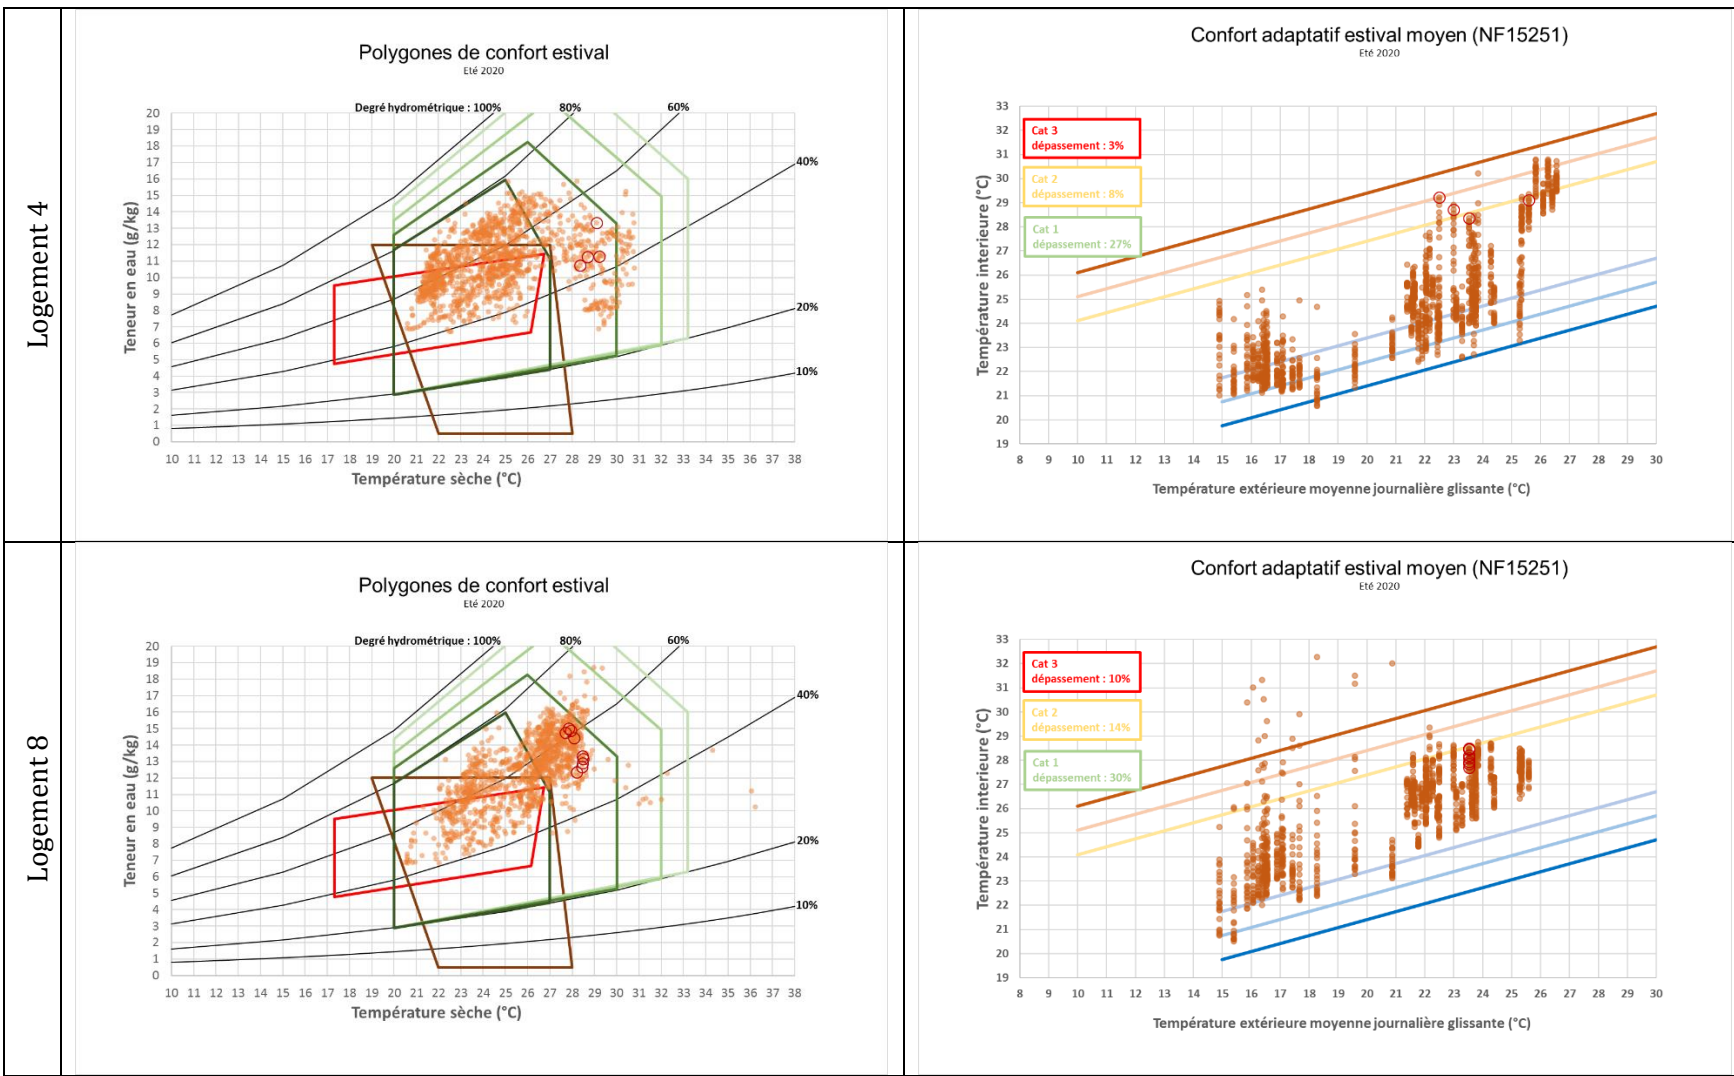 Logement 4
Polygones de confort estival
Eté 2020
Degré hydrométrique : 100% 80% 60%
40%
20%
10%
Teneur en eau (g/kg)
20
19
18
17
16
15
14
13
12
11
10
9
8
7
6
5
4
3
2
1
0
10 11 12 13 14 15 16 17 18 19 20 21 22 23 24 25 26 27 28 29 30 31 32 33 34 35 36 37 38
Température sèche (°C)
Confort adaptatif estival moyen (NF15251)
Eté 2020
Cat 3
dépassement : 3%
Cat 2
dépassement : 8%
Cat 1
dépassement : 27%
Température interieure (°C)
33
32
31
30
29
28
27
26
25
24
23
22
21
20
19
8 9 10 11 12 13 14 15 16 17 18 19 20 21 22 23 24 25 26 27 28 29 30
Température extérieure moyenne journalière glissante (°C)
Logement 8
Polygones de confort estival
Eté 2020
Degré hydrométrique : 100% 80% 60%
40%
20%
10%
Teneur en eau (g/kg)
20
19
18
17
16
15
14
13
12
11
10
9
8
7
6
5
4
3
2
1
0
10 11 12 13 14 15 16 17 18 19 20 21 22 23 24 25 26 27 28 29 30 31 32 33 34 35 36 37 38
Température sèche (°C)
Confort adaptatif estival moyen (NF15251)
Eté 2020
Cat 3
dépassement : 10%
Cat 2
dépassement : 14%
Cat 1
dépassement : 30%
Température interieure (°C)
33
32
31
30
29
28
27
26
25
24
23
22
21
20
19
8 9 10 11 12 13 14 15 16 17 18 19 20 21 22 23 24 25 26 27 28 29 30
Température extérieure moyenne journalière glissante (°C)